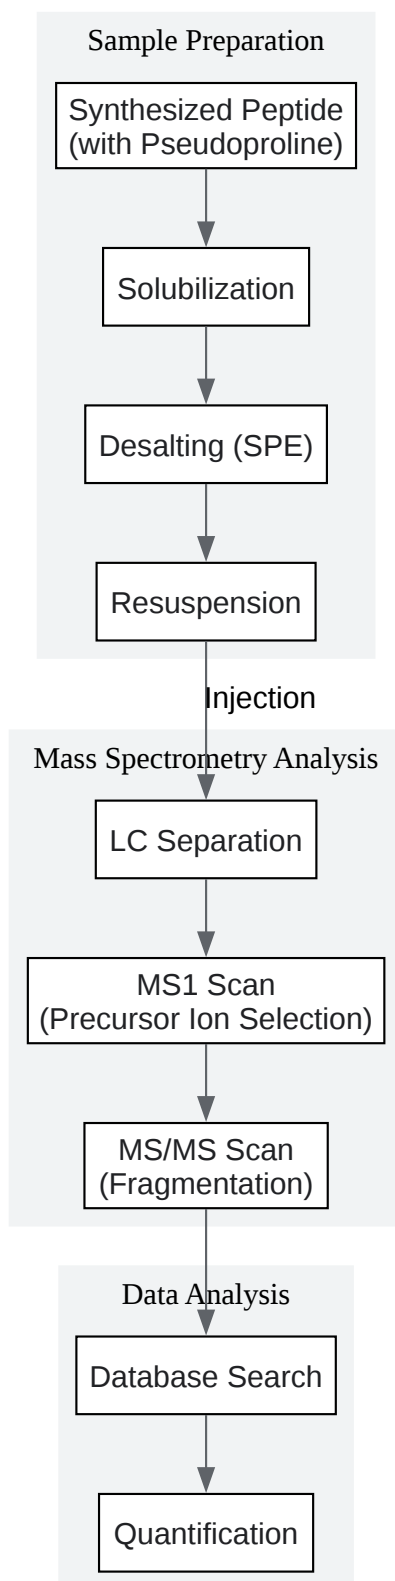 Sample Preparation
Synthesized Peptide
(with Pseudoproline)
Solubilization
Desalting (SPE)
Resuspension
Injection
Mass Spectrometry Analysis
LC Separation
MS1 Scan
(Precursor Ion Selection)
MS/MS Scan
(Fragmentation)
Data Analysis
Database Search
Quantification